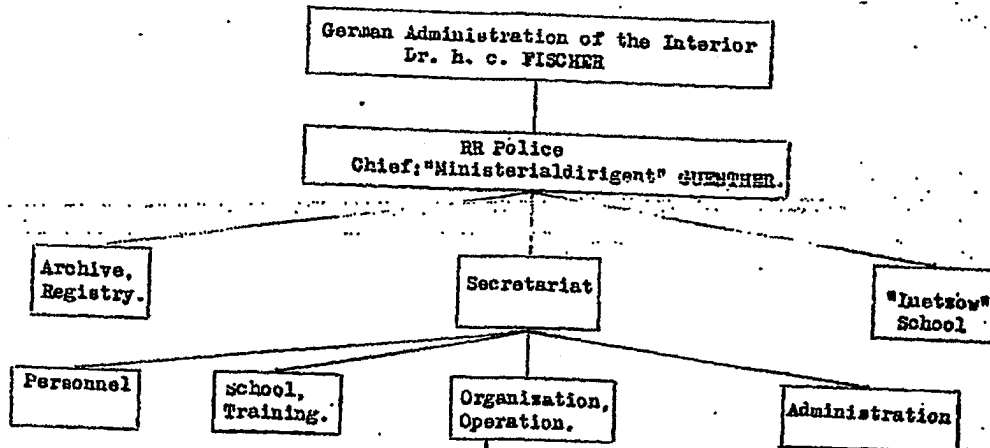 German Administration of the Interior
Dr. h. c. FISCHER
RR Police
Chief:"Ministerialdirigent" GUENTHER.
Archive,
Registry.
Secretariat
"Luetzow"
School
Personnel
School,
Training.
Organization,
Operation.
Administration